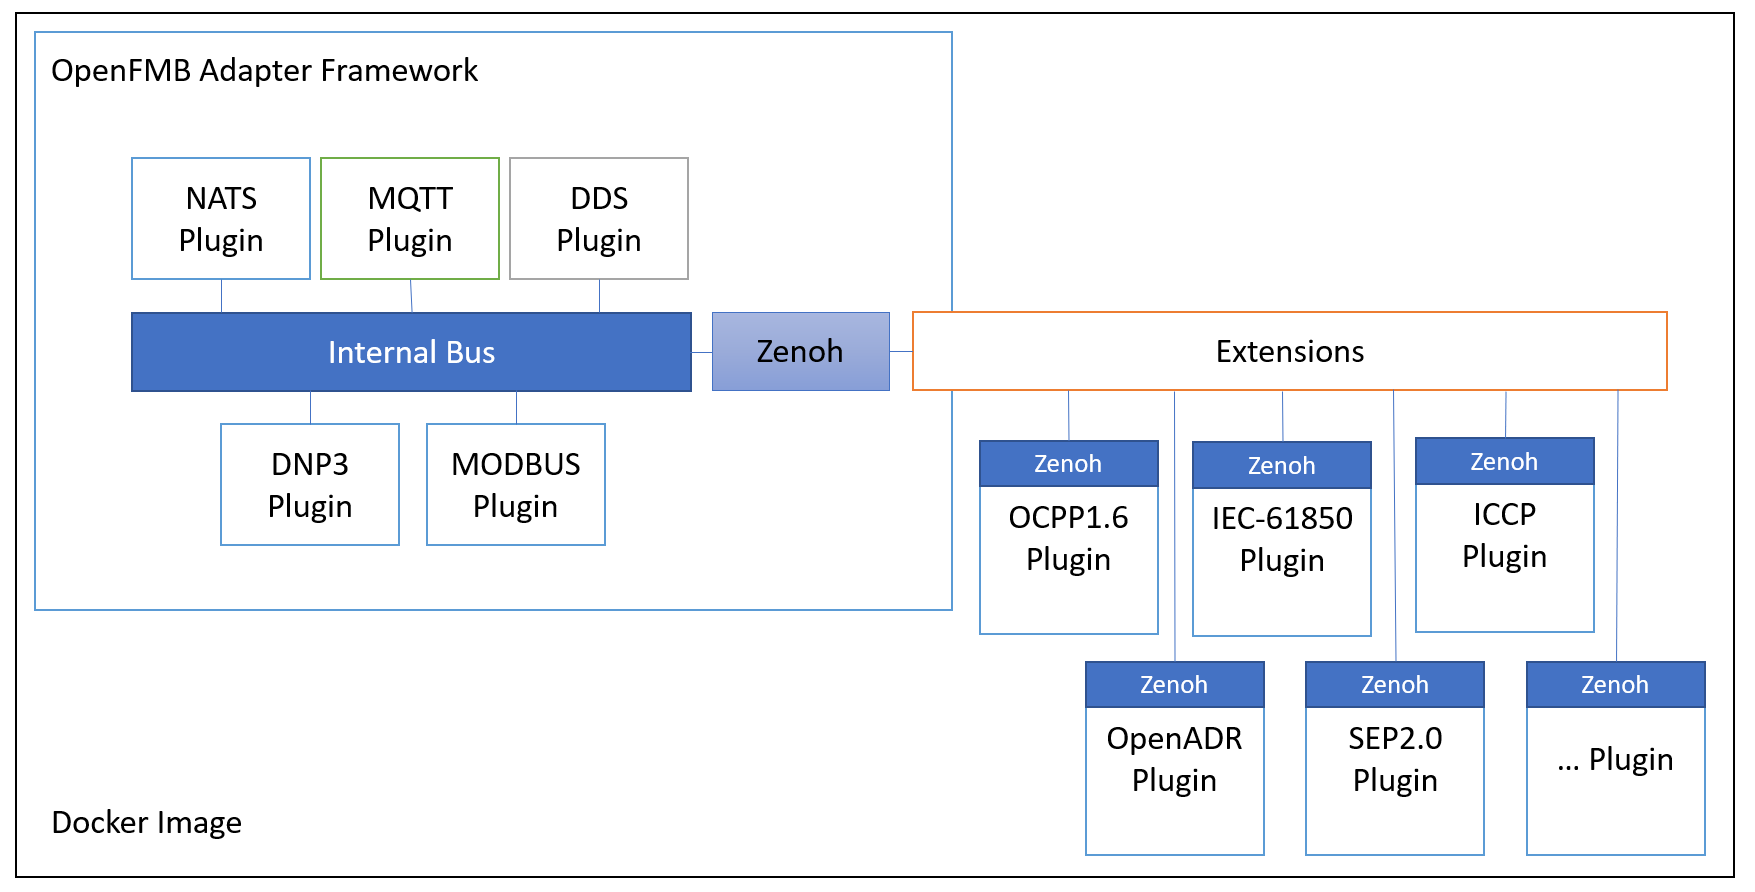 OpenFMB Adapter Framework
NATS
Plugin
MQTT
Plugin
DDS
Plugin
Internal Bus
Zenoh
Extensions
DNP3
Plugin
MODBUS
Plugin
Zenoh
OCPP1.6
Plugin
Zenoh
IEC-61850
Plugin
Zenoh
ICCP
Plugin
Zenoh
OpenADR
Plugin
Zenoh
SEP2.0
Plugin
Zenoh
... Plugin
Docker Image